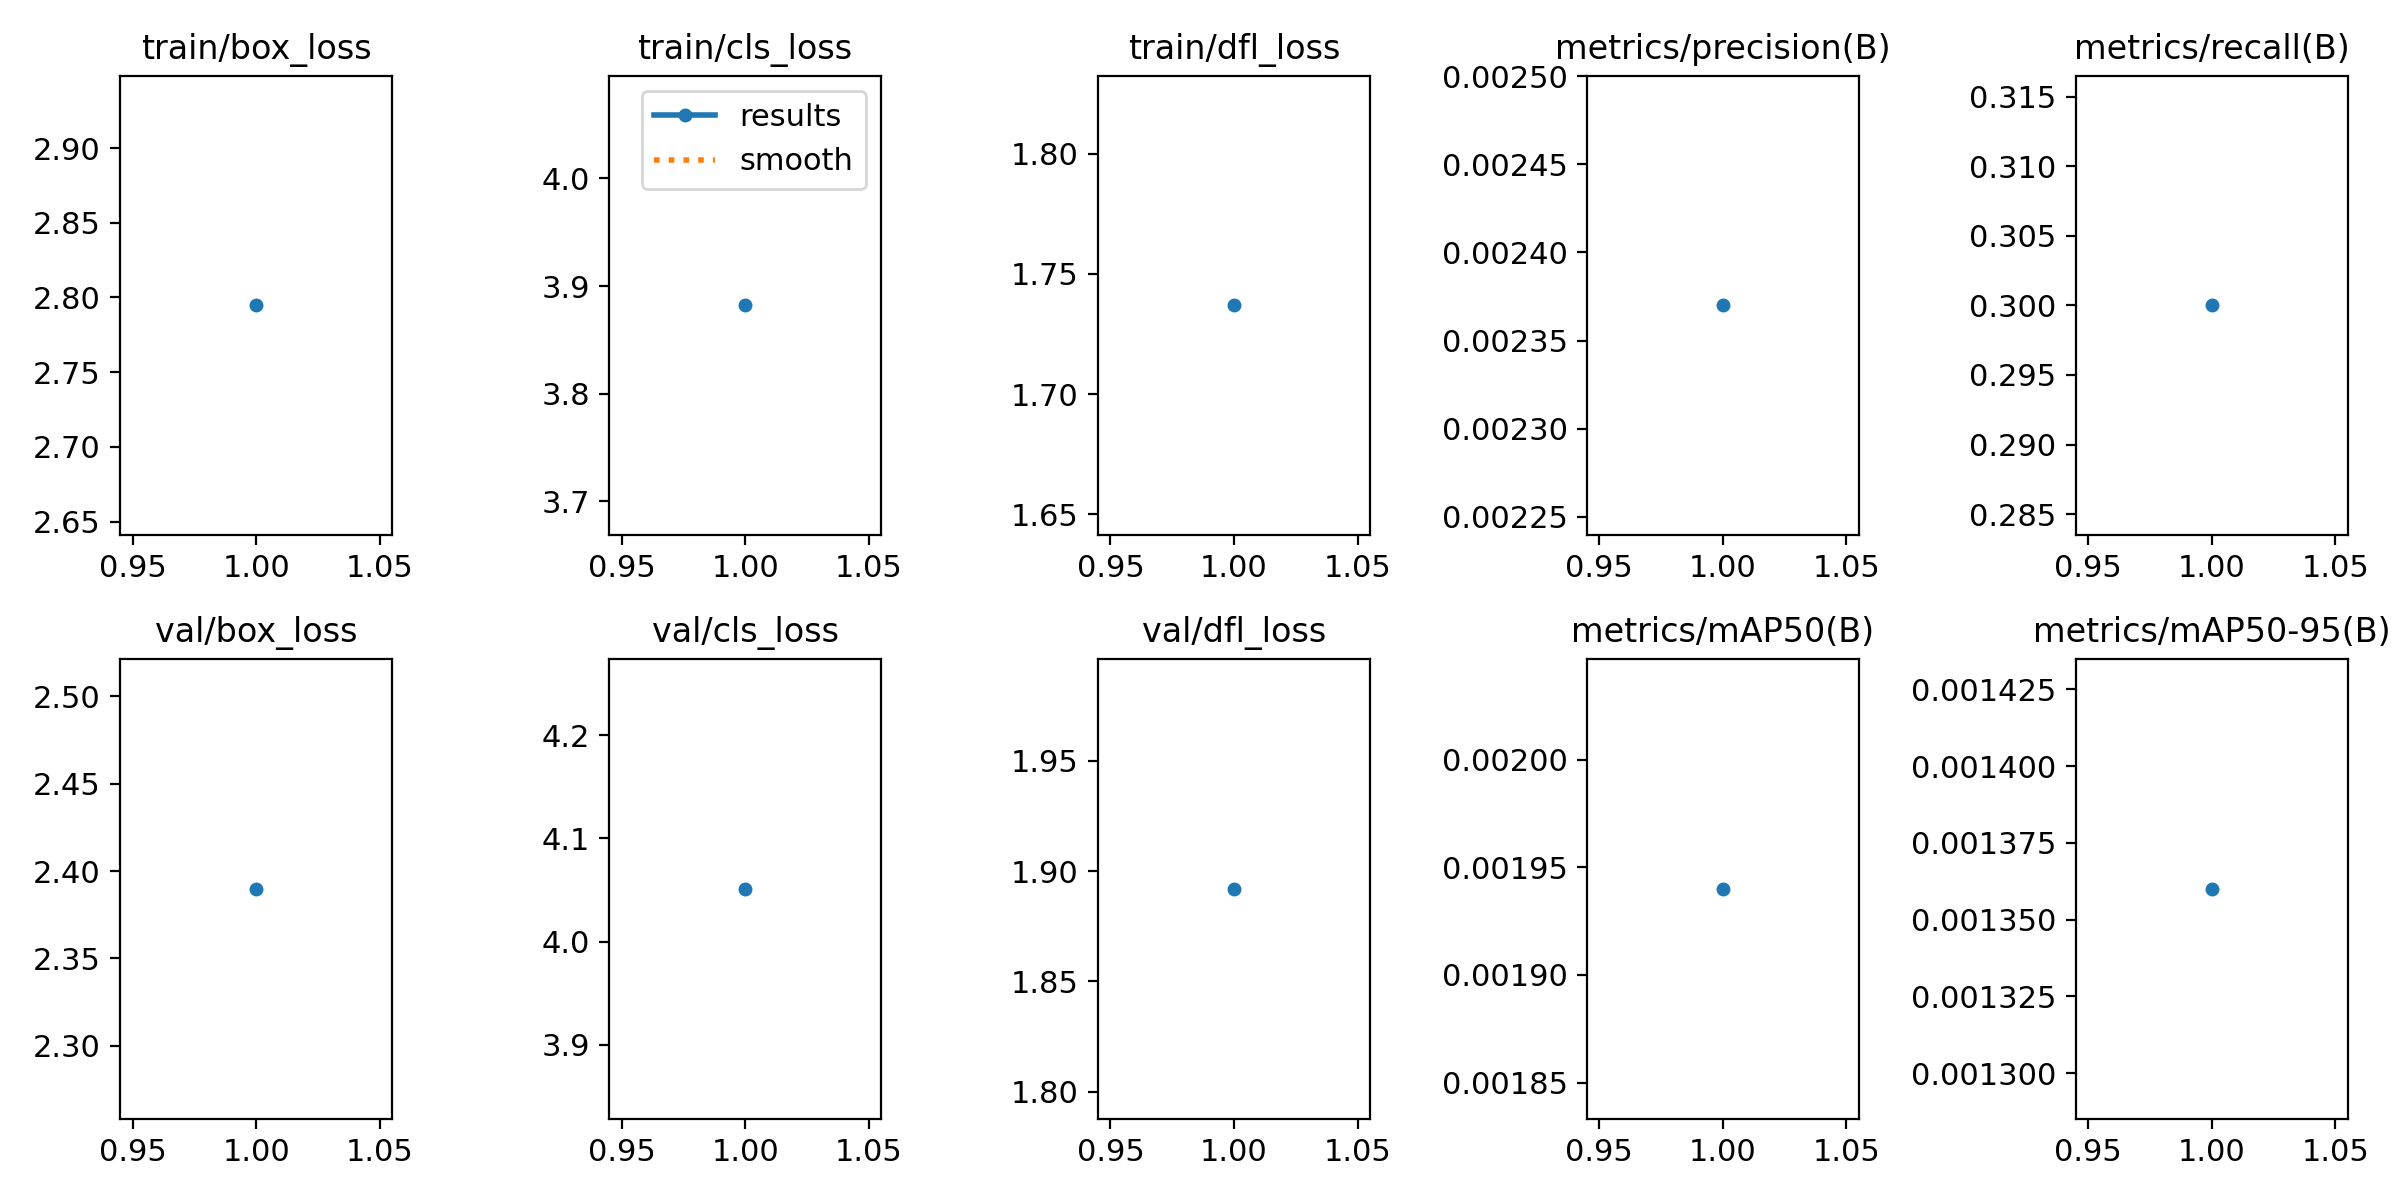 train/box_loss
2.90
2.85
2.80
2.75
2.70
2.65
0.95 1.00 1.05
train/cls_loss
results
smooth
4.0
3.9
3.8
3.7
0.95 1.00 1.05
train/dfl_loss
1.80
1.75
1.70
1.65
0.95 1.00 1.05
metrics/precision(B)
0.00250
0.00245
0.00240
0.00235
0.00230
0.00225
0.95 1.00 1.05
metrics/recall(B)
0.315
0.310
0.305
0.300
0.295
0.290
0.285
0.95 1.00 1.05
val/box_loss
2.50
2.45
2.40
2.35
2.30
0.95 1.00 1.05
val/cls_loss
4.2
4.1
4.0
3.9
0.95 1.00 1.05
val/dfl_loss
1.95
1.90
1.85
1.80
0.95 1.00 1.05
metrics/mAP50(B)
0.00200
0.00195
0.00190
0.00185
0.95 1.00 1.05
metrics/mAP50-95(B)
0.001425
0.001400
0.001375
0.001350
0.001325
0.001300
0.95 1.00 1.05